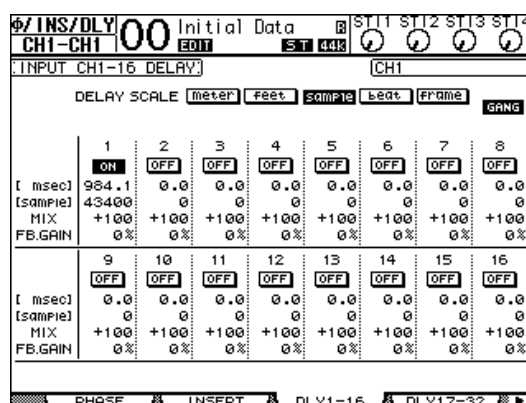 Φ/INS/DLY 00 Initial Data ST11 ST12 ST13 ST14
CH1-CH1 EDIT ST 44K
INPUT CH1-16 DELAY CH1
DELAY SCALE meter feet sample beat frame
GANG
1 2 3 4 5 6 7 8
ON OFF OFF OFF OFF OFF OFF OFF
[ msec] 984.1 0.0 0.0 0.0 0.0 0.0 0.0 0.0
[sample] 43400 0 0 0 0 0 0 0
MIX +100 +100 +100 +100 +100 +100 +100 +100
FB.GAIN 0% 0% 0% 0% 0% 0% 0% 0%
9 10 11 12 13 14 15 16
OFF OFF OFF OFF OFF OFF OFF OFF
[ msec] 0.0 0.0 0.0 0.0 0.0 0.0 0.0 0.0
[sample] 0 0 0 0 0 0 0 0
MIX +100 +100 +100 +100 +100 +100 +100 +100
FB.GAIN 0% 0% 0% 0% 0% 0% 0% 0%
PHASE INSERT DLY1-16 DLY17-32